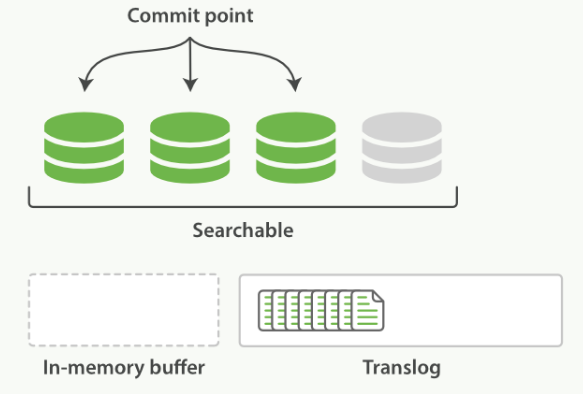 Commit point
Searchable
In-memory buffer
Translog